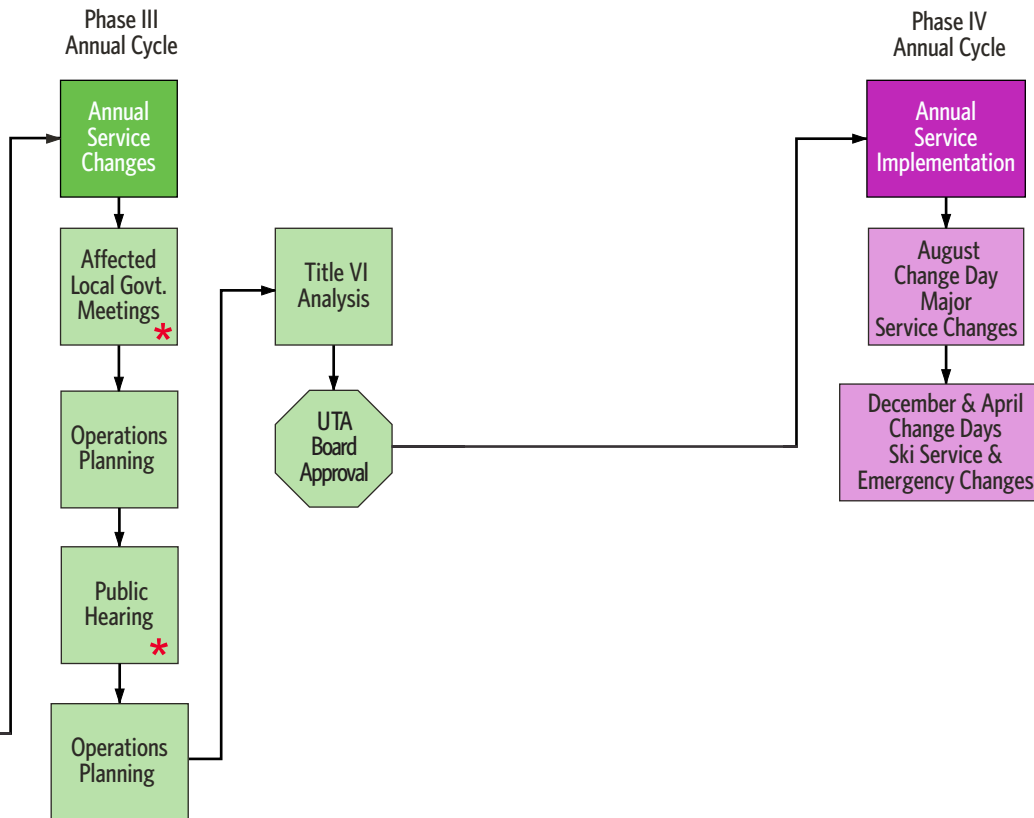 Phase III
Annual Cycle
Annual
Service
Changes
Affected
Local Govt.
Meetings
*
Operations
Planning
Public
Hearing
*
Operations
Planning
Title VI
Analysis
UTA
Board
Approval
Phase IV
Annual Cycle
Annual
Service
Implementation
August
Change Day
Major
Service Changes
December & April
Change Days
Ski Service &
Emergency Changes